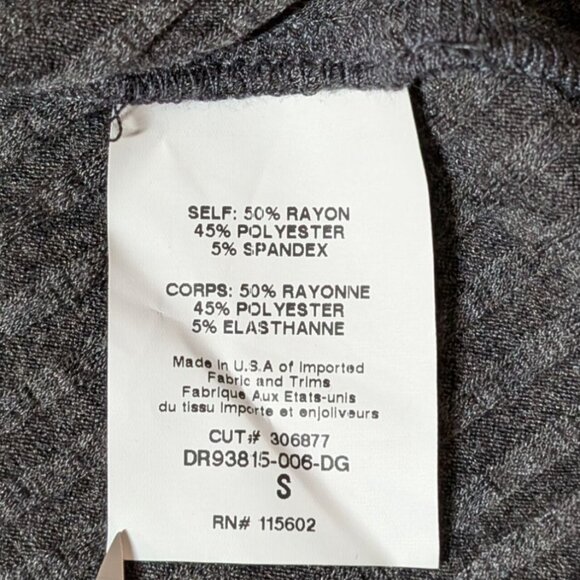 SELF: 50% RAYON
45% POLYESTER
5% SPANDEX
CORPS: 50% RAYONNE
45% POLYESTER
5% ELASTHANNE
Made in U.S.A of Imported
Fabric and Trims
Fabrique Aux Etats-unis
du tissu Importe et enjoliveurs
CUT# 306877
DR93815-006-DG
S
RN# 115602